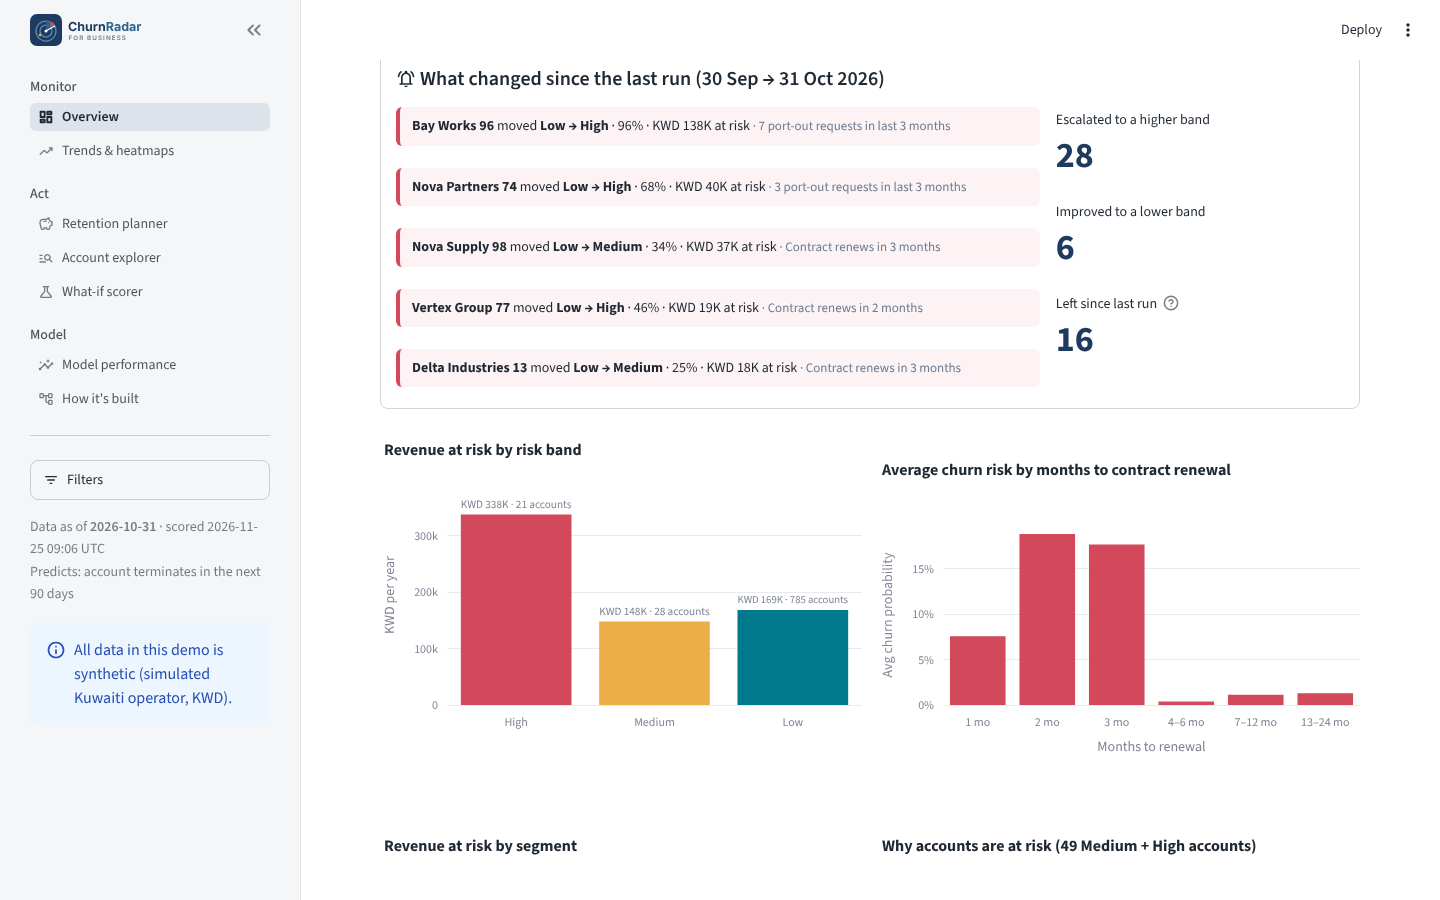 ChurnRadar
FOR BUSINESS
Monitor
Overview
Trends & heatmaps
Act
Retention planner
Account explorer
What-if scorer
Model
Model performance
How it's built
Filters
Data as of 2026-10-31 · scored 2026-11-
25 09:06 UTC
Predicts: account terminates in the next
90 days
All data in this demo is
synthetic (simulated
Kuwaiti operator, KWD).
Deploy
What changed since the last run (30 Sep → 31 Oct 2026)
Bay Works 96 moved Low → High · 96% · KWD 138K at risk · 7 port-out requests in last 3 months
Nova Partners 74 moved Low → High · 68% · KWD 40K at risk · 3 port-out requests in last 3 months
Nova Supply 98 moved Low → Medium · 34% · KWD 37K at risk · Contract renews in 3 months
Vertex Group 77 moved Low → High · 46% · KWD 19K at risk · Contract renews in 2 months
Delta Industries 13 moved Low → Medium · 25% · KWD 18K at risk · Contract renews in 3 months
Escalated to a higher band
28
Improved to a lower band
6
Left since last run
16
Revenue at risk by risk band
KWD per year
300k
200k
100k
0
KWD 338K · 21 accounts
KWD 148K · 28 accounts
KWD 169K · 785 accounts
High
Medium
Low
Average churn risk by months to contract renewal
Avg churn probability
15%
10%
5%
0%
1 mo
2 mo
3 mo
4–6 mo
7–12 mo
13–24 mo
Months to renewal
Revenue at risk by segment
Why accounts are at risk (49 Medium + High accounts)